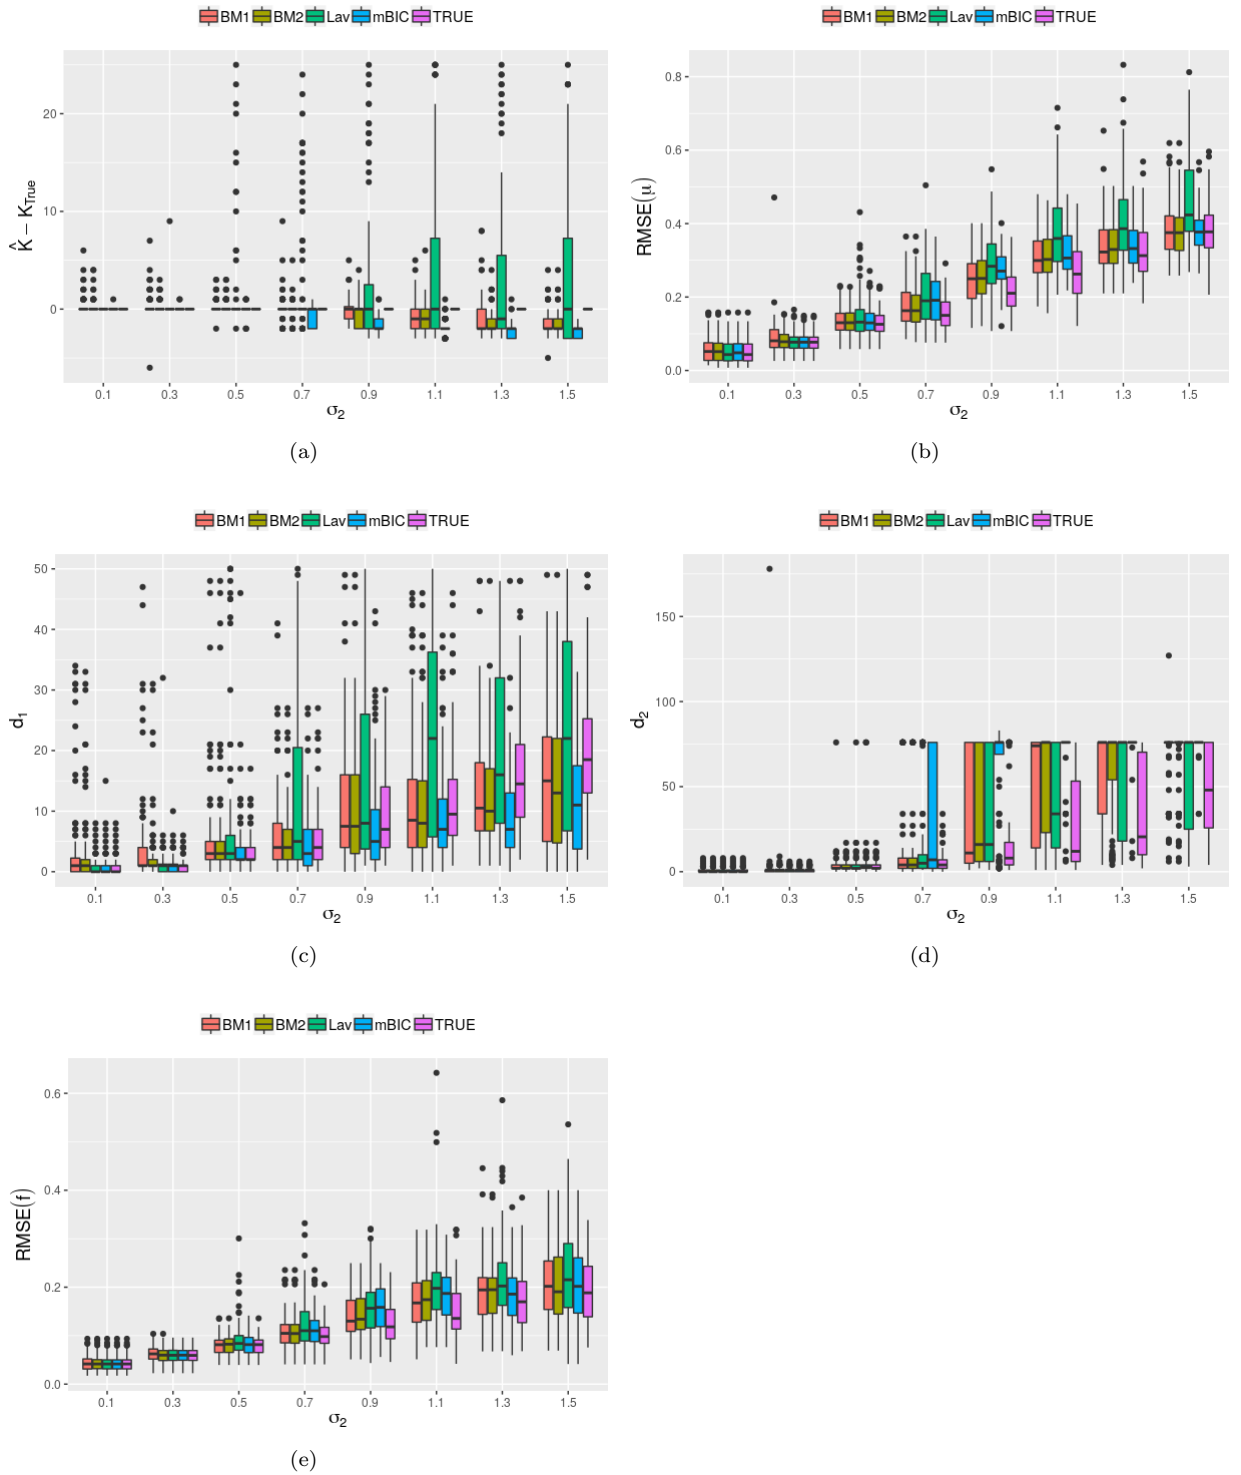 BM1 BM2 Lav mBIC TRUE
K̂ − K_True
20
10
0
0.1 0.3 0.5 0.7 0.9 1.1 1.3 1.5
σ₂
(a)
BM1 BM2 Lav mBIC TRUE
RMSE(μ)
0.8
0.6
0.4
0.2
0.0
0.1 0.3 0.5 0.7 0.9 1.1 1.3 1.5
σ₂
(b)
BM1 BM2 Lav mBIC TRUE
d₁
50
40
30
20
10
0
0.1 0.3 0.5 0.7 0.9 1.1 1.3 1.5
σ₂
(c)
BM1 BM2 Lav mBIC TRUE
d₂
150
100
50
0
0.1 0.3 0.5 0.7 0.9 1.1 1.3 1.5
σ₂
(d)
BM1 BM2 Lav mBIC TRUE
RMSE(f)
0.6
0.4
0.2
0.0
0.1 0.3 0.5 0.7 0.9 1.1 1.3 1.5
σ₂
(e)